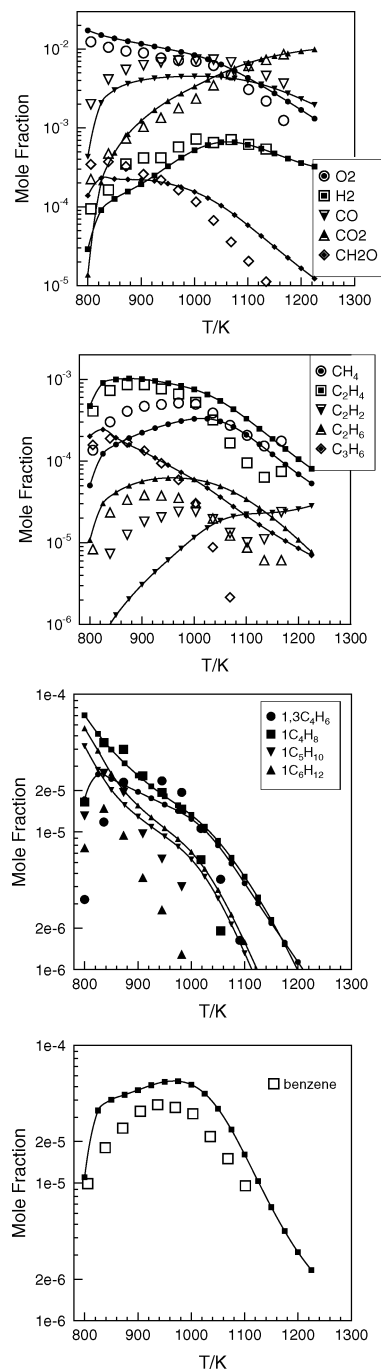 10⁻²
10⁻³
10⁻⁴
10⁻⁵
Mole Fraction
O2
H2
CO
CO2
CH2O
800 900 1000 1100 1200 1300
T/K
10⁻³
10⁻⁴
10⁻⁵
10⁻⁶
Mole Fraction
CH₄
C₂H₄
C₂H₂
C₂H₆
C₃H₆
800 900 1000 1100 1200 1300
T/K
1e-4
2e-5
1e-5
2e-6
1e-6
Mole Fraction
1,3C₄H₆
1C₄H₈
1C₅H₁₀
1C₆H₁₂
800 900 1000 1100 1200 1300
T/K
1e-4
2e-5
1e-5
2e-6
1e-6
Mole Fraction
benzene
800 900 1000 1100 1200 1300
T/K